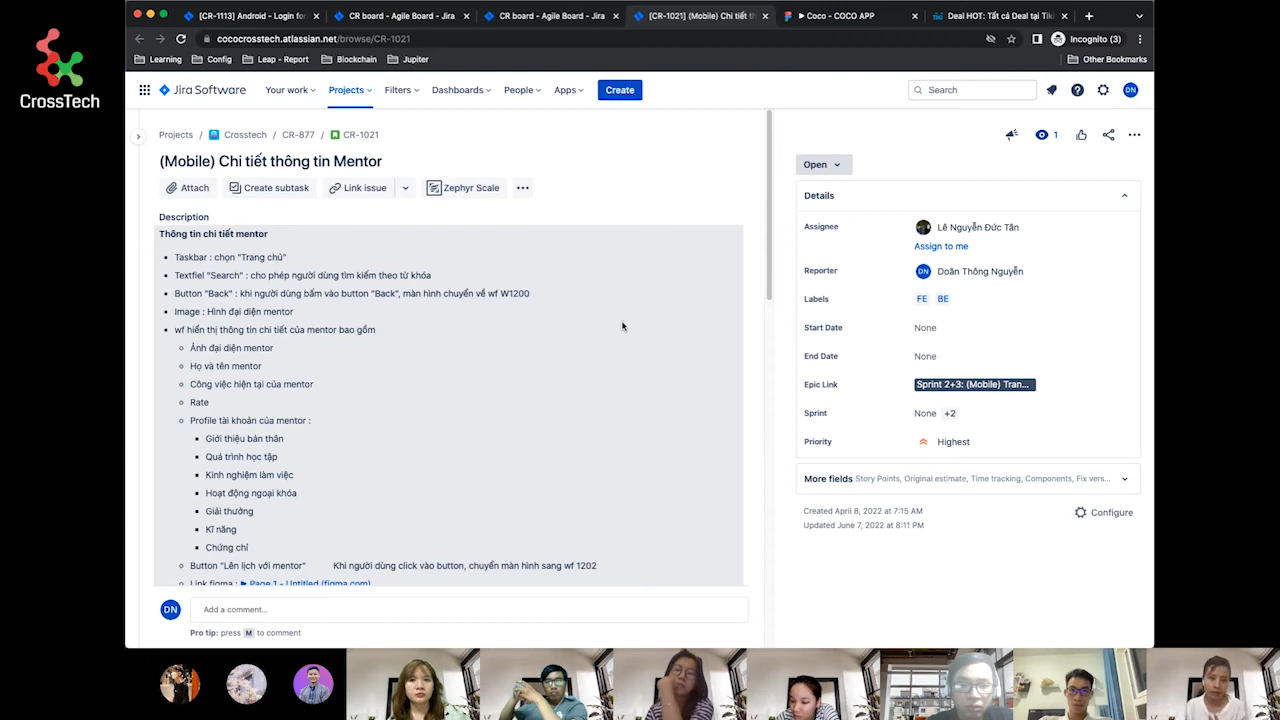 [CR-1113] Android - Login fo
CR board - Agile Board - Jira
CR board - Agile Board - Jira
[CR-1021] (Mobile) Chi tiết th
Coco - COCO APP
Deal HOT: Tất cả Deal tại Tiki
cococrosstech.atlassian.net/browse/CR-1021
Incognito (3)
Learning
Config
Leap - Report
Blockchain
Jupiter
Other Bookmarks
CrossTech
Jira Software
Your work
Projects
Filters
Dashboards
People
Apps
Create
Search
DN
Projects / Crosstech / CR-877 / CR-1021
1
(Mobile) Chi tiết thông tin Mentor
Attach
Create subtask
Link issue
Zephyr Scale
Description
Thông tin chi tiết mentor
Taskbar : chọn "Trang chủ"
Textfiel "Search" : cho phép người dùng tìm kiếm theo từ khóa
Button "Back" : khi người dùng bấm vào button "Back", màn hình chuyển về wf W1200
Image : Hình đại diện mentor
wf hiển thị thông tin chi tiết của mentor bao gồm
Ảnh đại diện mentor
Họ và tên mentor
Công việc hiện tại của mentor
Rate
Profile tài khoản của mentor :
Giới thiệu bản thân
Quá trình học tập
Kinh nghiệm làm việc
Hoạt động ngoại khóa
Giải thưởng
Kĩ năng
Chứng chỉ
Button "Lên lịch với mentor" Khi người dùng click vào button, chuyển màn hình sang wf 1202
Link figma : Page 1 - Untitled (figma.com)
DN
Add a comment...
Pro tip: press M to comment
Open
Details
Assignee
Lê Nguyễn Đức Tân
Assign to me
Reporter
DN
Doãn Thông Nguyễn
Labels
FE BE
Start Date
None
End Date
None
Epic Link
Sprint 2+3: (Mobile) Tran...
Sprint
None +2
Priority
Highest
More fields Story Points, Original estimate, Time tracking, Components, Fix vers...
Created April 8, 2022 at 7:15 AM
Configure
Updated June 7, 2022 at 8:11 PM